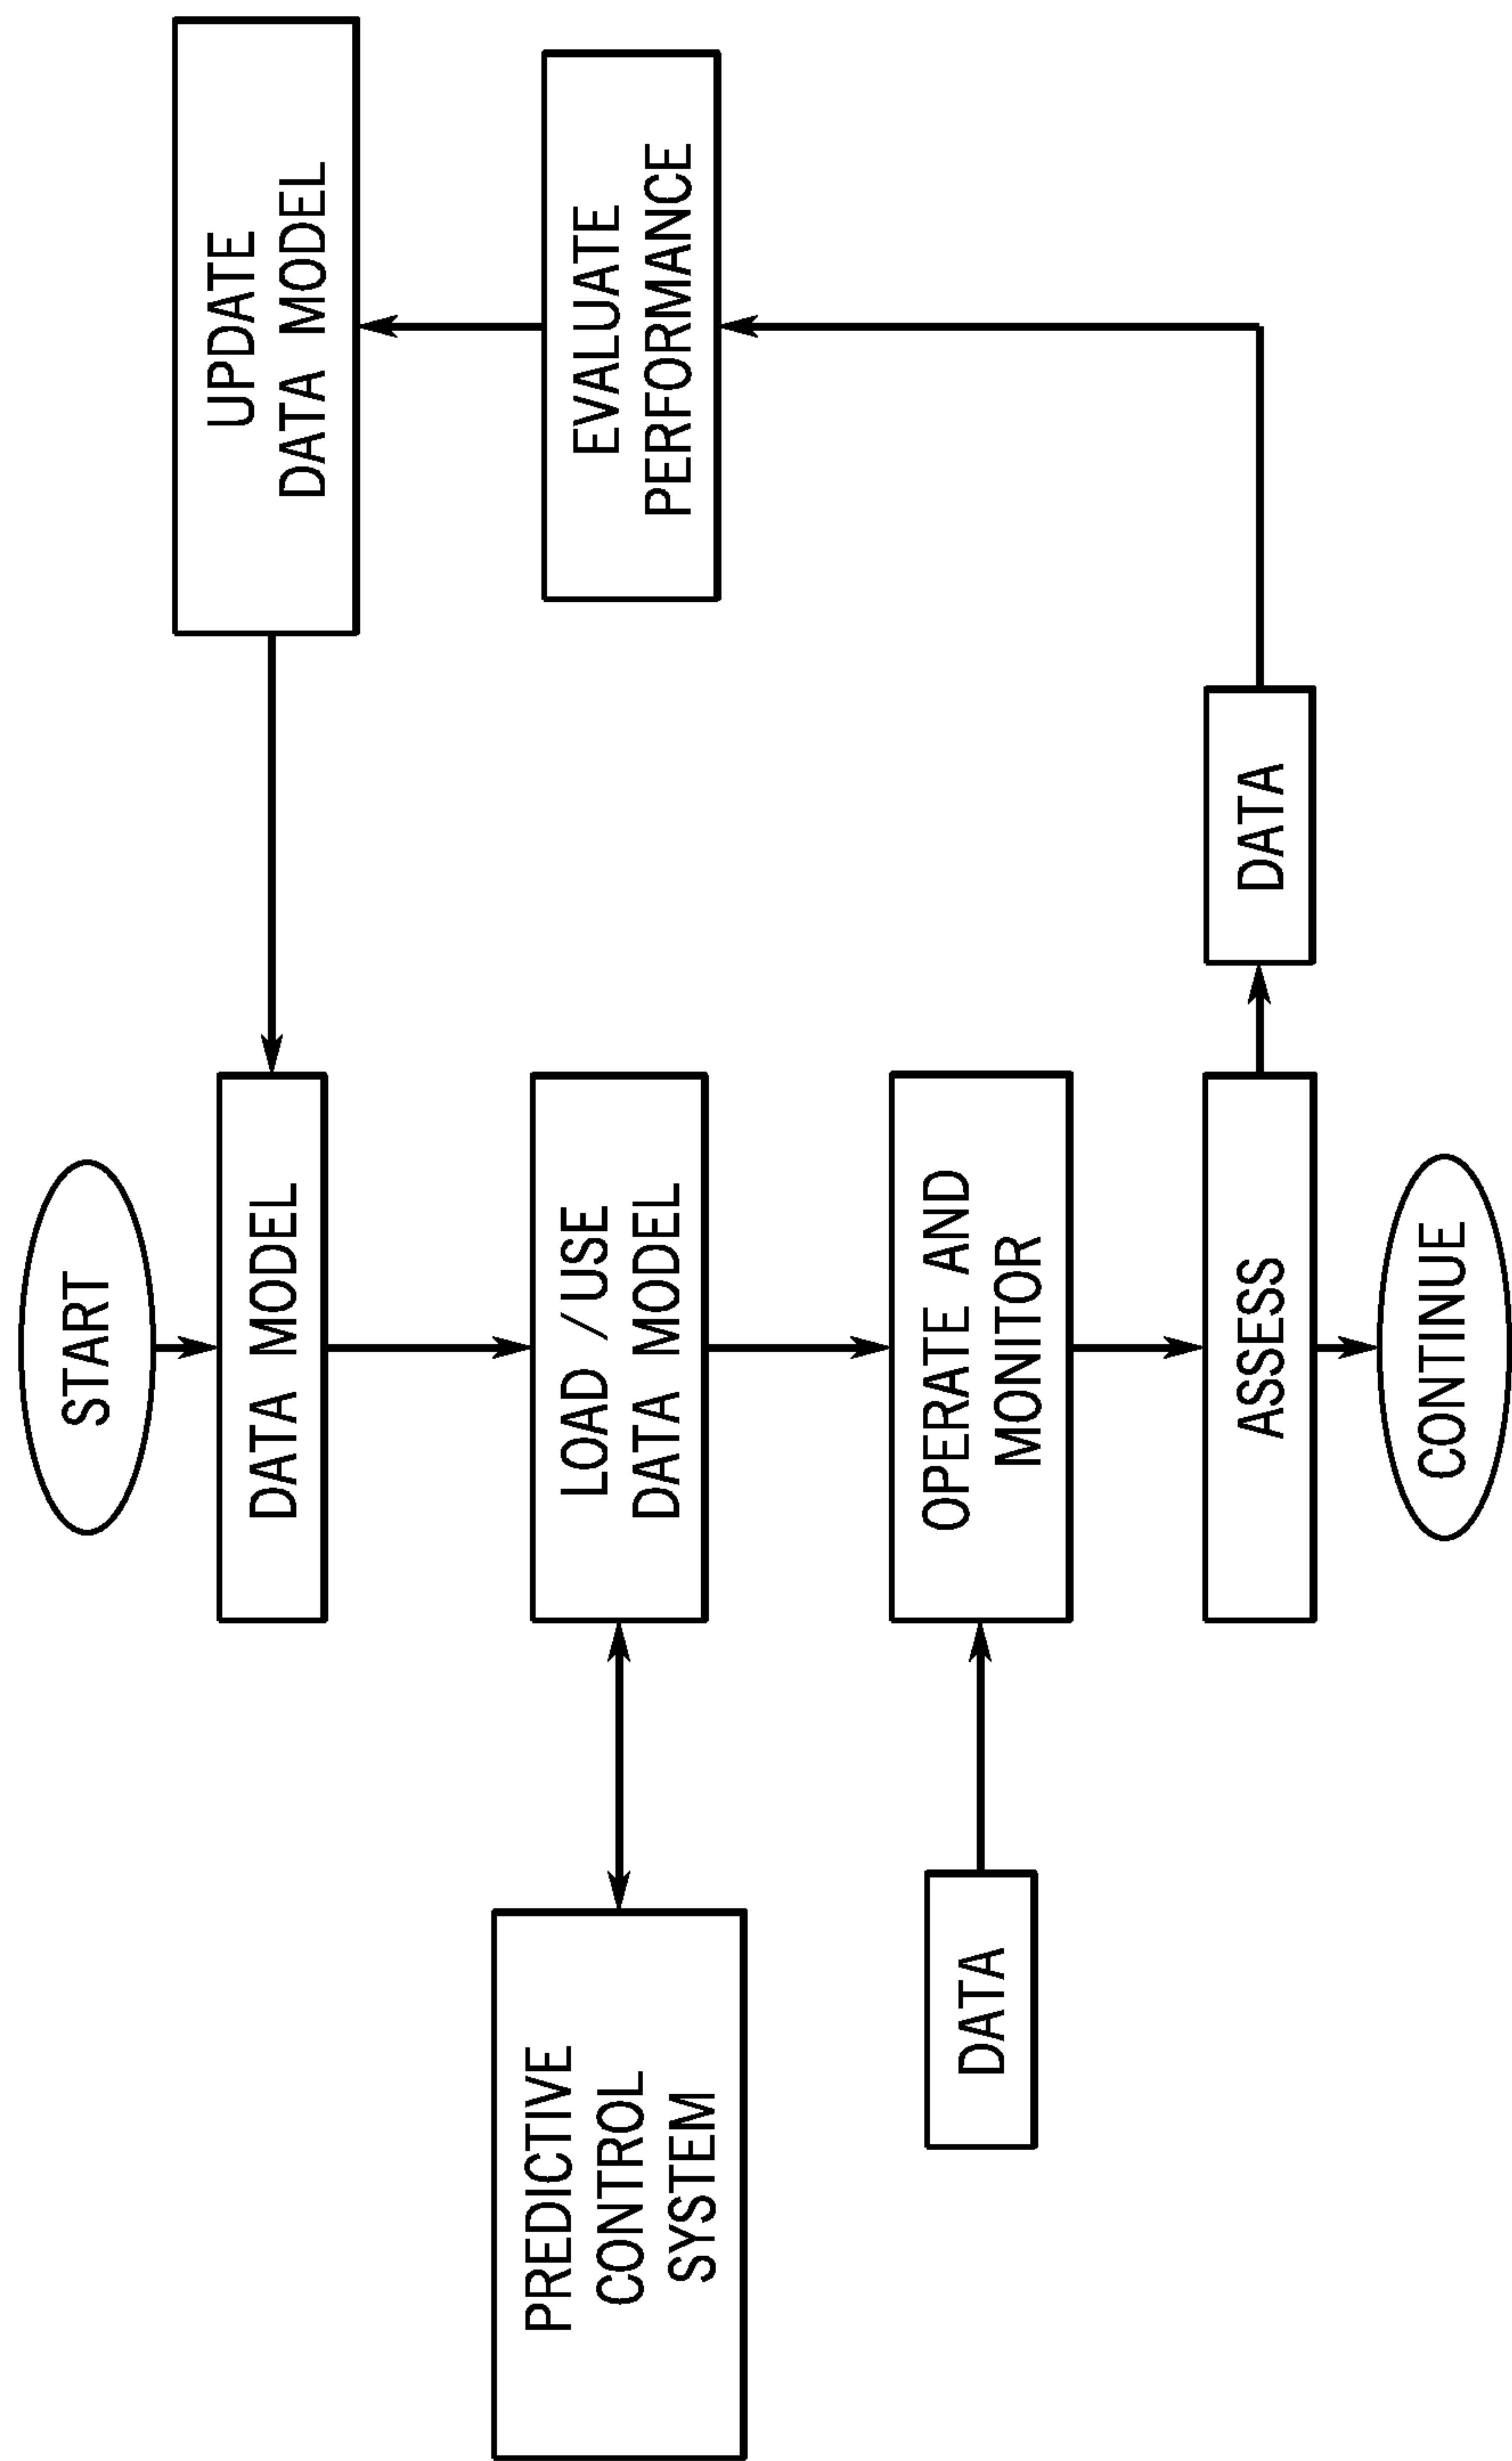 START
DATA MODEL
UPDATE
DATA MODEL
PREDICTIVE
CONTROL
SYSTEM
LOAD /USE
DATA MODEL
EVALUATE
PERFORMANCE
DATA
OPERATE AND
MONITOR
ASSESS
DATA
CONTINUE